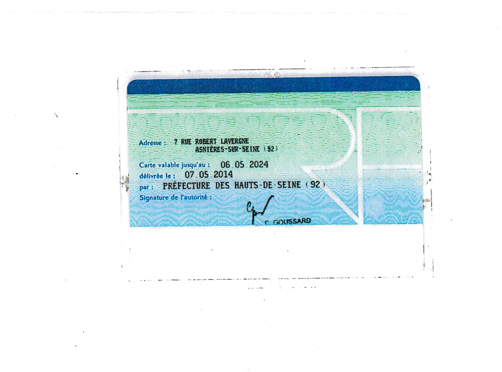 Adresse : 7 RUE ROBERT LAVERGNE
ASNIÈRES-SUR-SEINE (92)
Carte valable jusqu'au : 06.05 2024
délivrée le : 07.05 2014
par : PRÉFECTURE DES HAUTS-DE-SEINE (92)
Signature de l'autorité :
C. GOUSSARD
RF